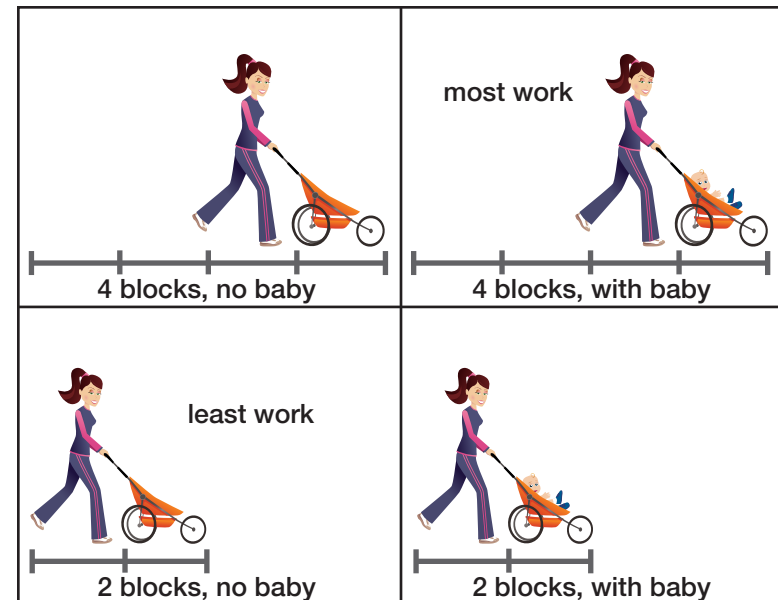 4 blocks, no baby
most work
4 blocks, with baby
least work
2 blocks, no baby
2 blocks, with baby